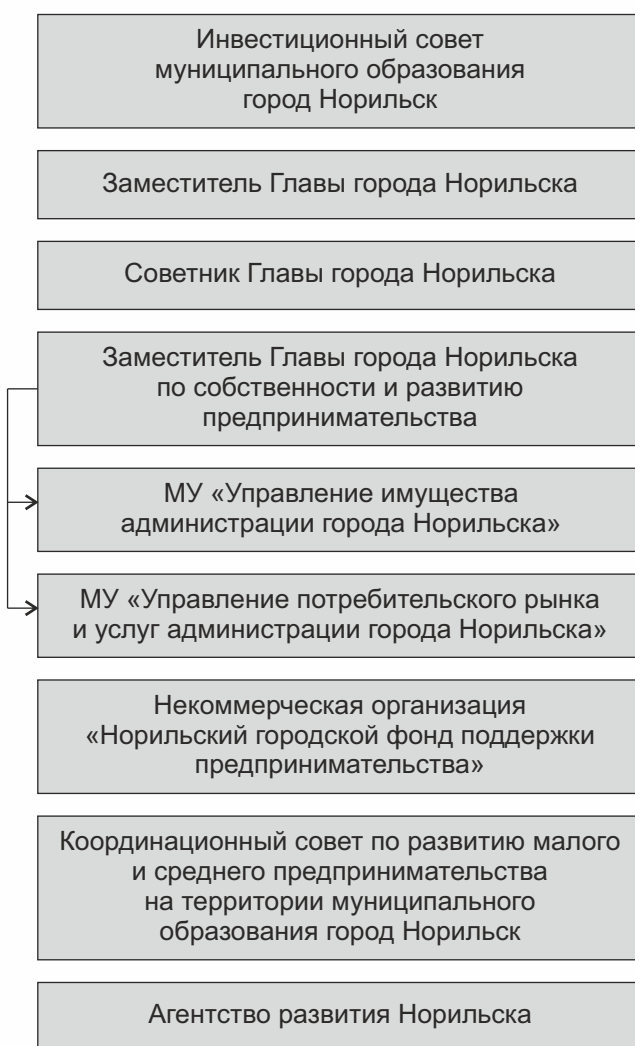 Инвестиционный совет
муниципального образования
город Норильск
Заместитель Главы города Норильска
Советник Главы города Норильска
Заместитель Главы города Норильска
по собственности и развитию
предпринимательства
МУ «Управление имущества
администрации города Норильска»
МУ «Управление потребительского рынка
и услуг администрации города Норильска»
Некоммерческая организация
«Норильский городской фонд поддержки
предпринимательства»
Координационный совет по развитию малого
и среднего предпринимательства
на территории муниципального
образования город Норильск
Агентство развития Норильска